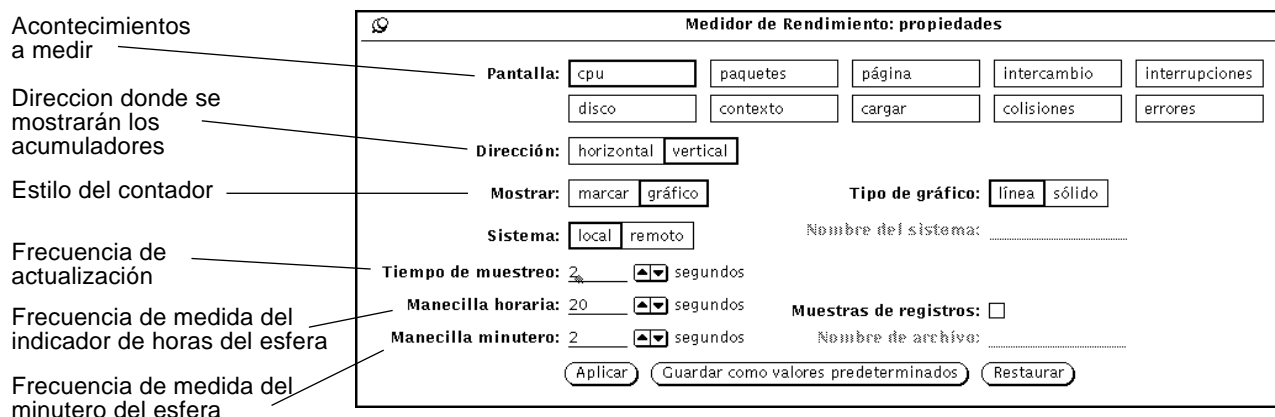 Acontecimientos
a medir
Direccion donde se
mostrarán los
acumuladores
Estilo del contador
Frecuencia de
actualización
Frecuencia de medida del
indicador de horas del esfera
Frecuencia de medida del
minutero del esfera
Medidor de Rendimiento: propiedades
Pantalla: cpu paquetes página intercambio interrupciones
disco contexto cargar colisiones errores
Dirección: horizontal vertical
Mostrar: marcar gráfico Tipo de gráfico: línea sólido
Sistema: local remoto Nombre del sistema:
Tiempo de muestreo: 2 segundos
Manecilla horaria: 20 segundos Muestras de registros:
Manecilla minutero: 2 segundos Nombre de archivo:
Aplicar Guardar como valores predeterminados Restaurar